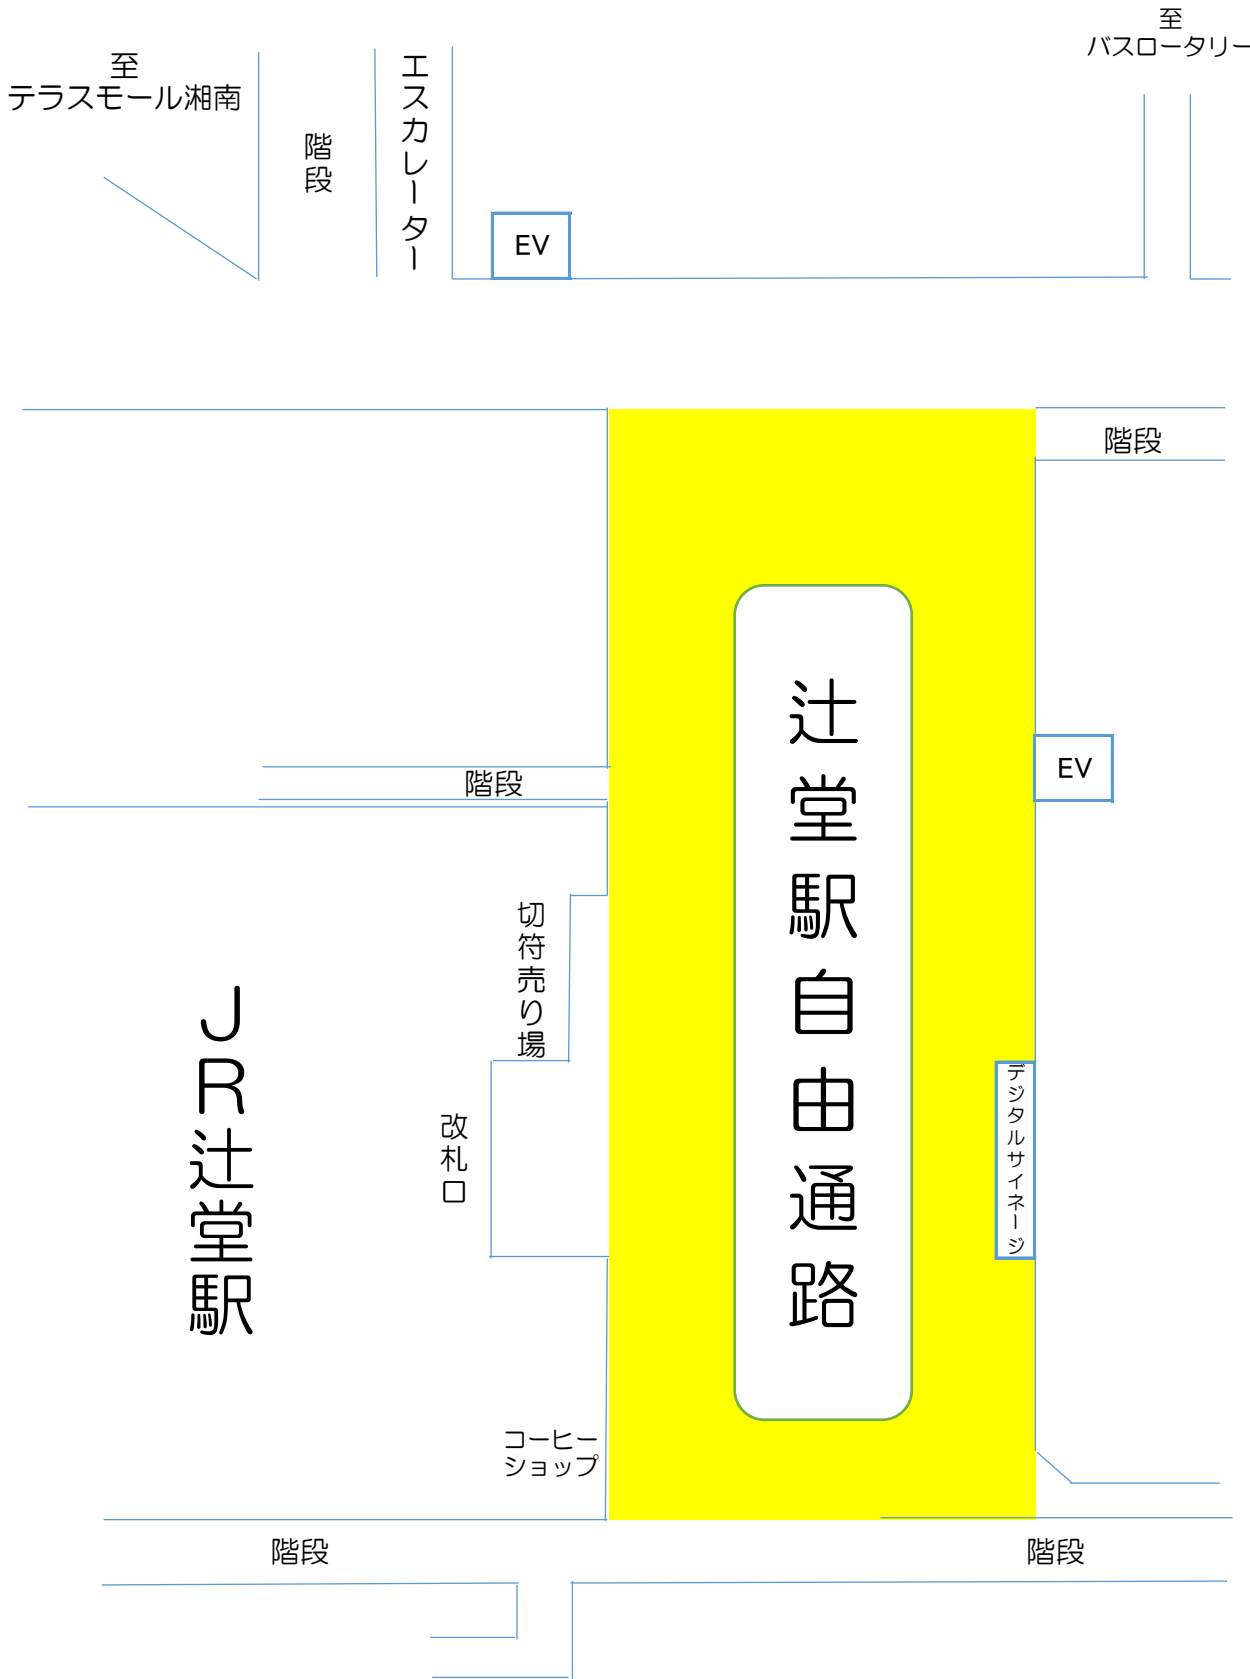 至
バスロータリー
至
テラスモール湘南
階段
エスカレーター
EV
階段
辻堂駅自由通路
EV
階段
切符売り場
デジタルサイネージ
改札口
JR辻堂駅
コーヒー
ショップ
階段
階段